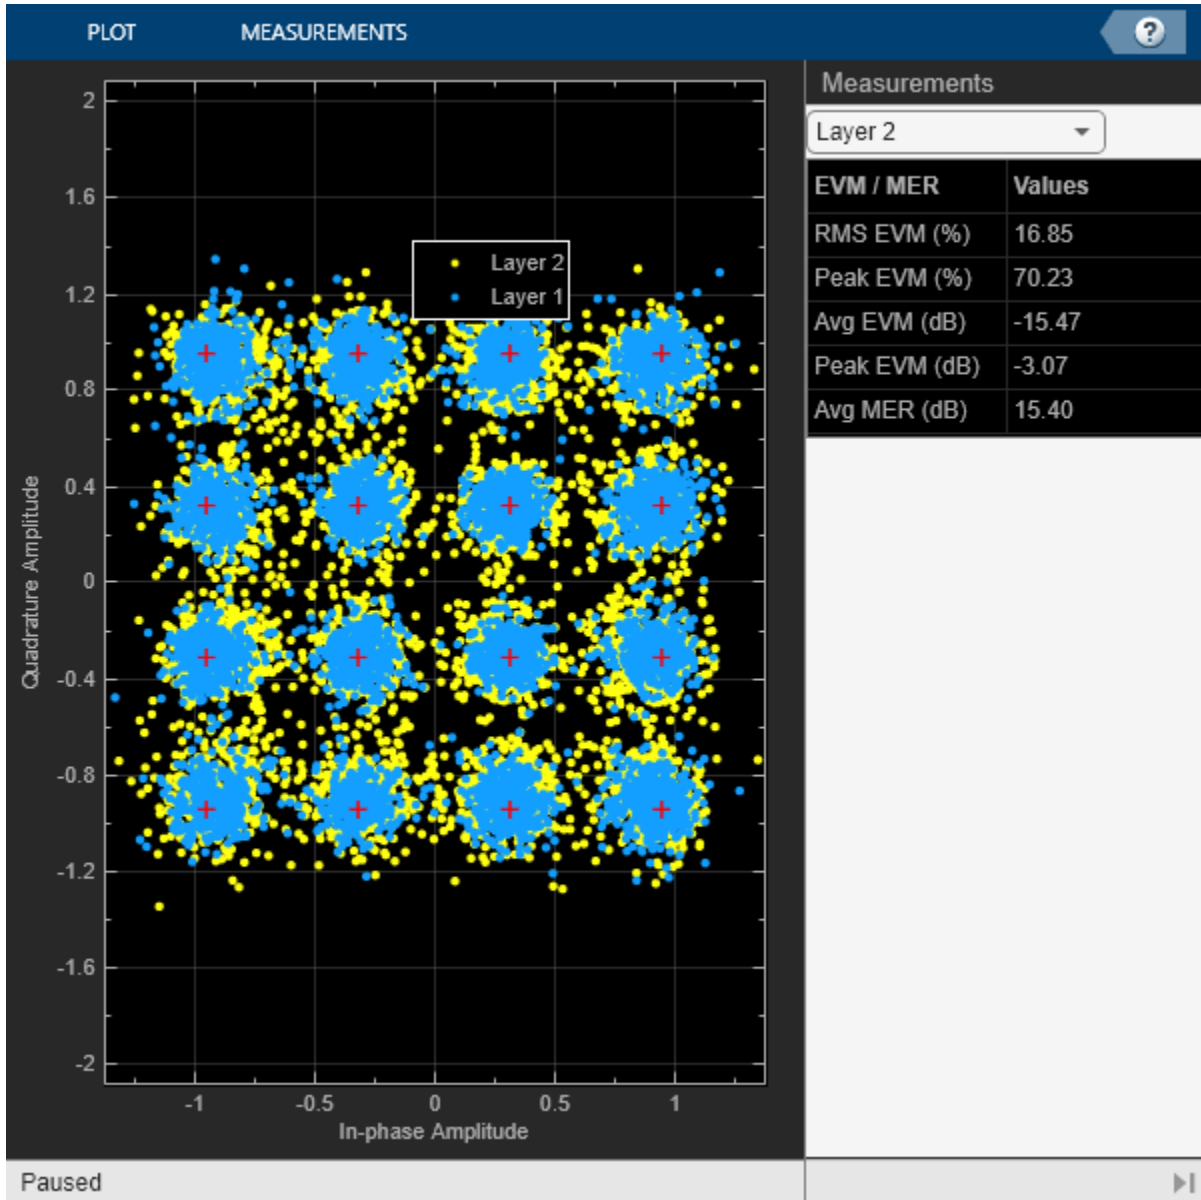 PLOT MEASUREMENTS ?
Measurements
Layer 2
EVM / MER Values
RMS EVM (%) 16.85
Peak EVM (%) 70.23
Avg EVM (dB) -15.47
Peak EVM (dB) -3.07
Avg MER (dB) 15.40
2
1.6
1.2
0.8
0.4
0
-0.4
-0.8
-1.2
-1.6
-2
Quadrature Amplitude
Layer 2
Layer 1
-1 -0.5 0 0.5 1
In-phase Amplitude
Paused